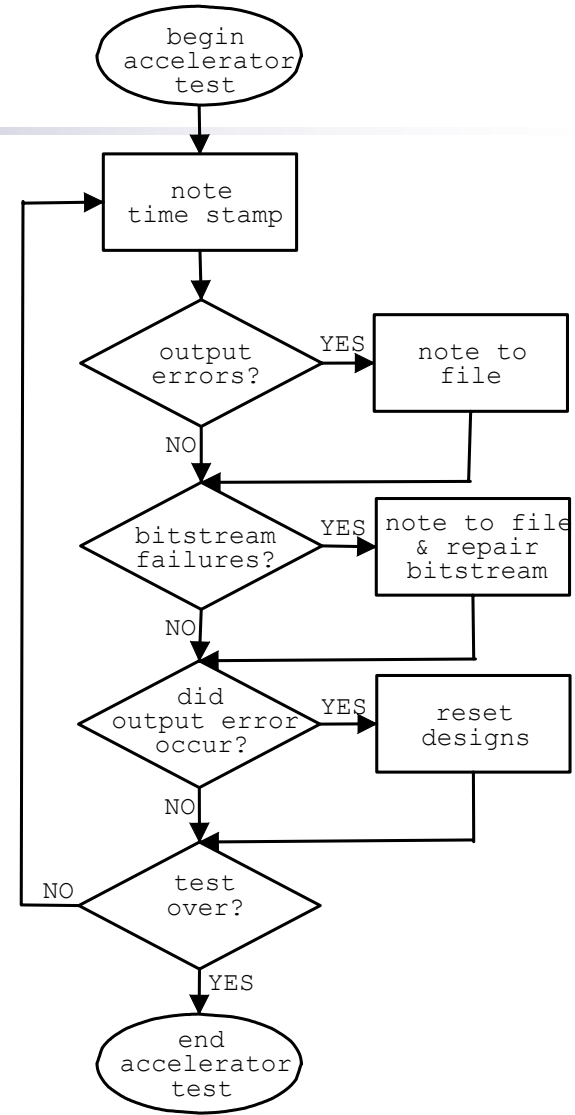 begin
accelerator
test
note
time stamp
output
errors?
YES
note to
file
NO
bitstream
failures?
YES
note to file
& repair
bitstream
NO
did
output error
occur?
YES
reset
designs
NO
test
over?
NO
YES
end
accelerator
test